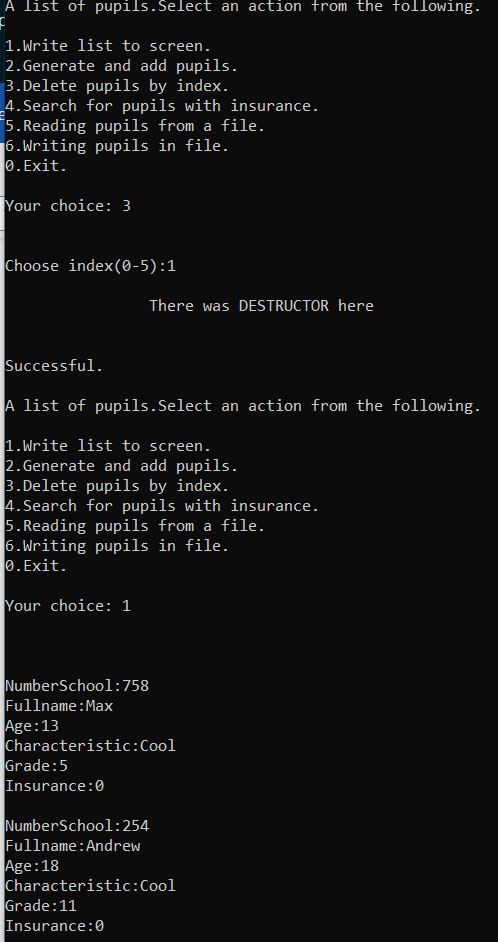 A list of pupils.Select an action from the following.
1.Write list to screen.
2.Generate and add pupils.
3.Delete pupils by index.
4.Search for pupils with insurance.
5.Reading pupils from a file.
6.Writing pupils in file.
0.Exit.
Your choice: 3
Choose index(0-5):1
There was DESTRUCTOR here
Successful.
A list of pupils.Select an action from the following.
1.Write list to screen.
2.Generate and add pupils.
3.Delete pupils by index.
4.Search for pupils with insurance.
5.Reading pupils from a file.
6.Writing pupils in file.
0.Exit.
Your choice: 1
NumberSchool:758
Fullname:Max
Age:13
Characteristic:Cool
Grade:5
Insurance:0
NumberSchool:254
Fullname:Andrew
Age:18
Characteristic:Cool
Grade:11
Insurance:0